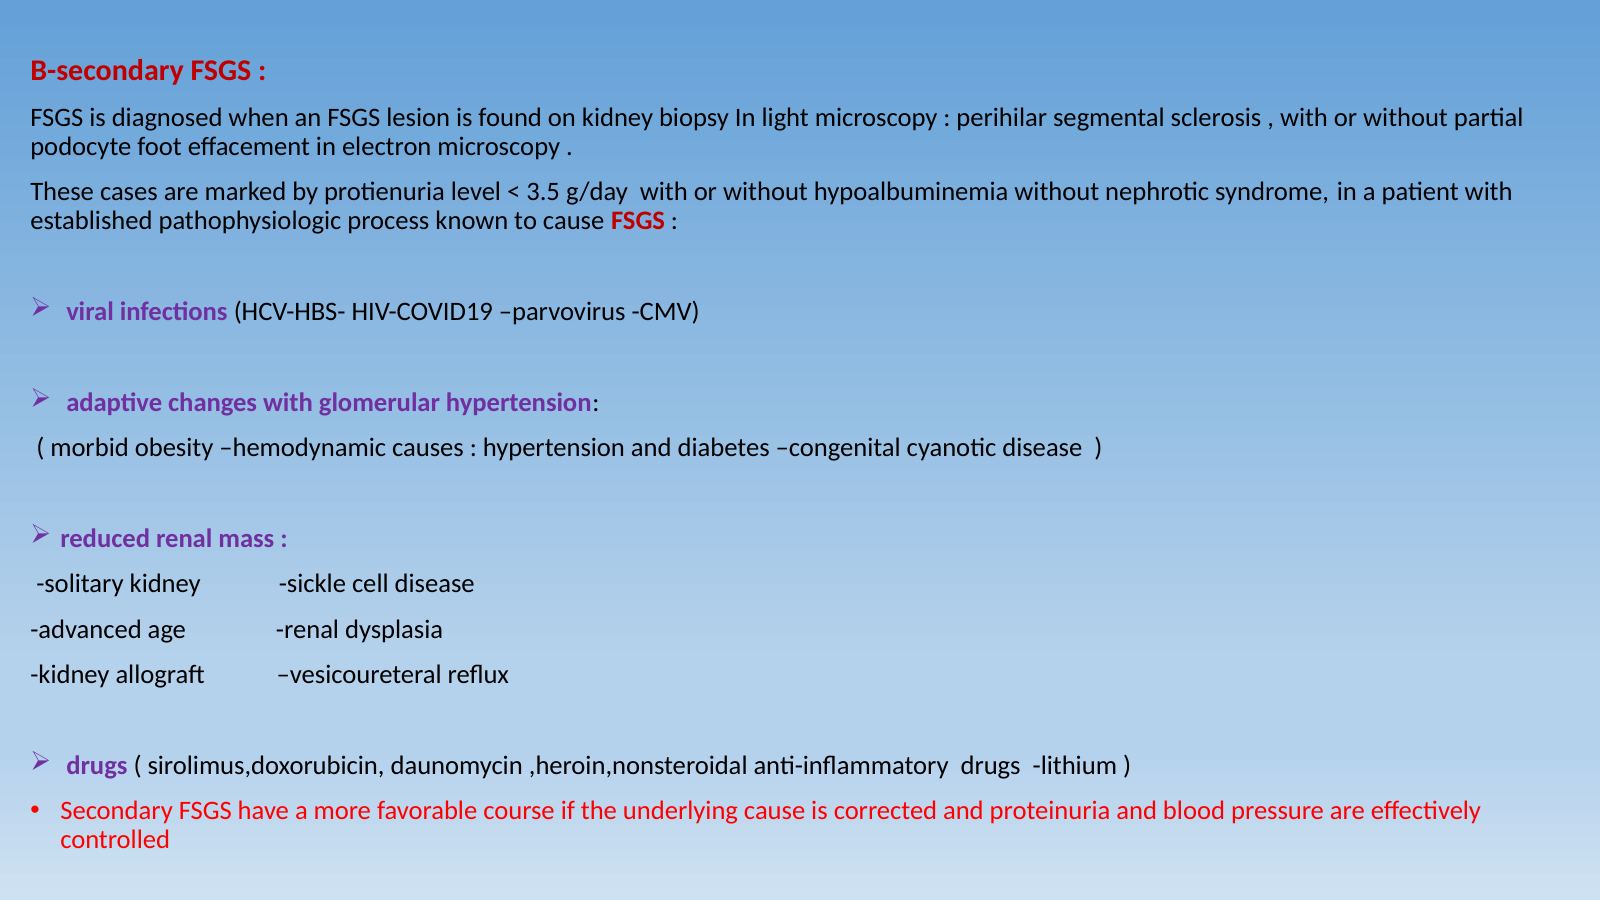 B-secondary FSGS :
FSGS is diagnosed when an FSGS lesion is found on kidney biopsy In light microscopy : perihilar segmental sclerosis , with or without partial
podocyte foot effacement in electron microscopy .
These cases are marked by protienuria level < 3.5 g/day  with or without hypoalbuminemia without nephrotic syndrome, in a patient with
established pathophysiologic process known to cause FSGS :
➢ viral infections (HCV-HBS- HIV-COVID19 –parvovirus -CMV)
➢ adaptive changes with glomerular hypertension:
( morbid obesity –hemodynamic causes : hypertension and diabetes –congenital cyanotic disease  )
➢ reduced renal mass :
-solitary kidney -sickle cell disease
-advanced age -renal dysplasia
-kidney allograft –vesicoureteral reflux
➢ drugs ( sirolimus,doxorubicin, daunomycin ,heroin,nonsteroidal anti-inflammatory  drugs  -lithium )
• Secondary FSGS have a more favorable course if the underlying cause is corrected and proteinuria and blood pressure are effectively
controlled